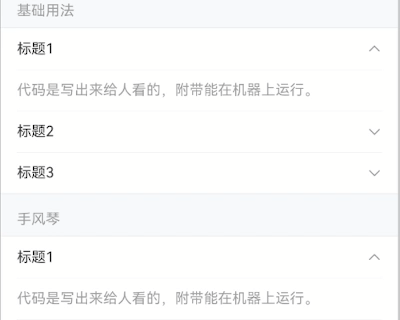 基础用法
标题1
代码是写出来给人看的，附带能在机器上运行。
标题2
标题3
手风琴
标题1
代码是写出来给人看的，附带能在机器上运行。